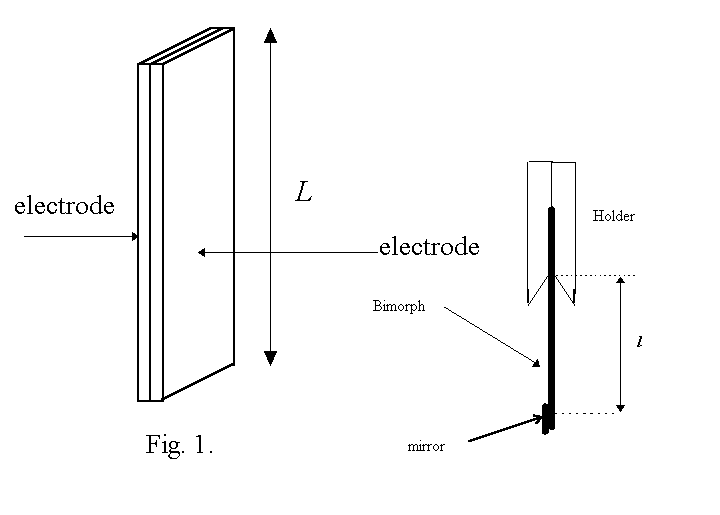 electrode
L
electrode
Fig. 1.
Holder
Bimorph
l
mirror